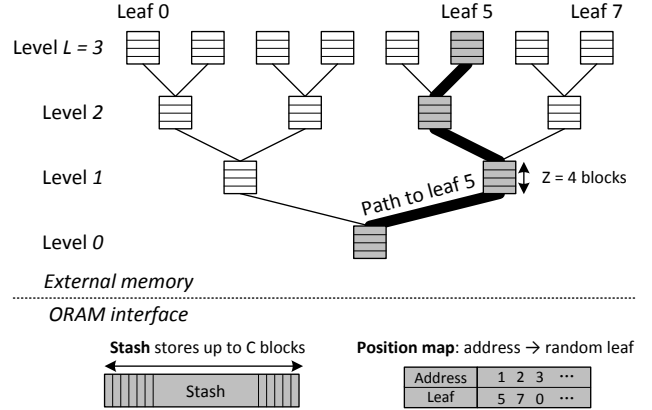 Leaf 0 Leaf 5 Leaf 7
Level L = 3
Level 2
Level 1
Z = 4 blocks
Path to leaf 5
Level 0
External memory
ORAM interface
Stash stores up to C blocks
Stash
Position map: address → random leaf
Address 1 2 3 ···
Leaf 5 7 0 ···